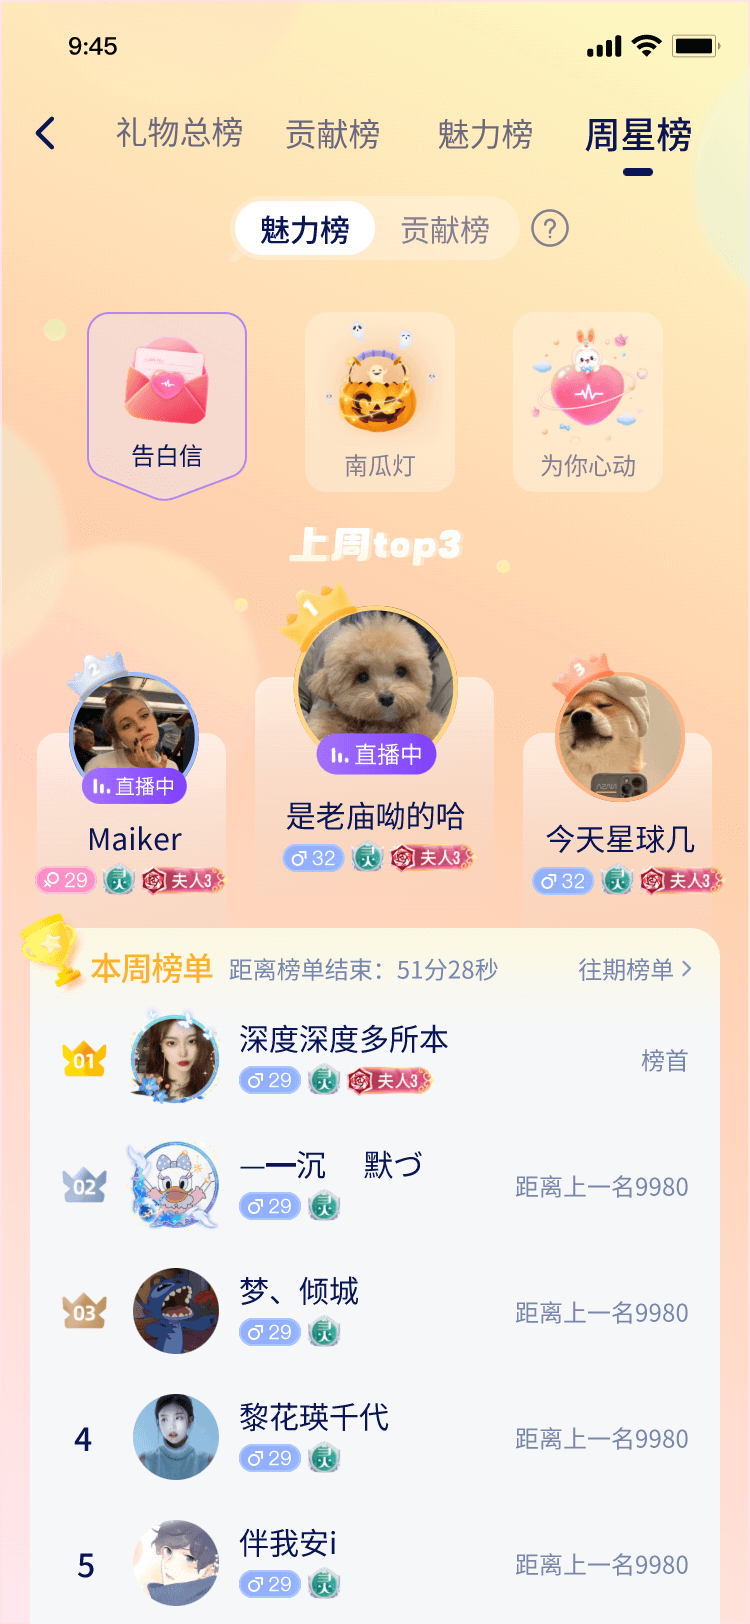 9:45
礼物总榜 贡献榜 魅力榜 周星榜
魅力榜 贡献榜 ?
告白信 南瓜灯 为你心动
上周top3
1
2
3
直播中
直播中
是老庙呦的哈
Maiker
今天星球几
32 灵 夫人3
29 灵 夫人3
32 灵 夫人3
本周榜单 距离榜单结束：51分28秒 往期榜单
01 深度深度多所本 榜首
29 灵 夫人3
02 —━沉 默づ 距离上一名9980
29 灵
03 梦、倾城 距离上一名9980
29 灵
4 黎花瑛千代 距离上一名9980
29 灵
5 伴我安i 距离上一名9980
29 灵